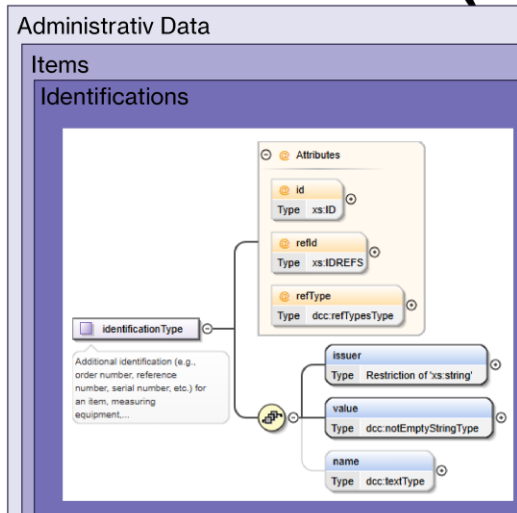 Administrativ Data
Items
Identifications
@ Attributes
@ id
Type xs:ID
@ refId
Type xs:IDREFS
@ refType
Type dcc:refTypesType
identificationType
Additional identification (e.g.,
order number, reference
number, serial number, etc.) for
an item, measuring
equipment,...
issuer
Type Restriction of 'xs:string'
value
Type dcc:notEmptyStringType
name
Type dcc:textType